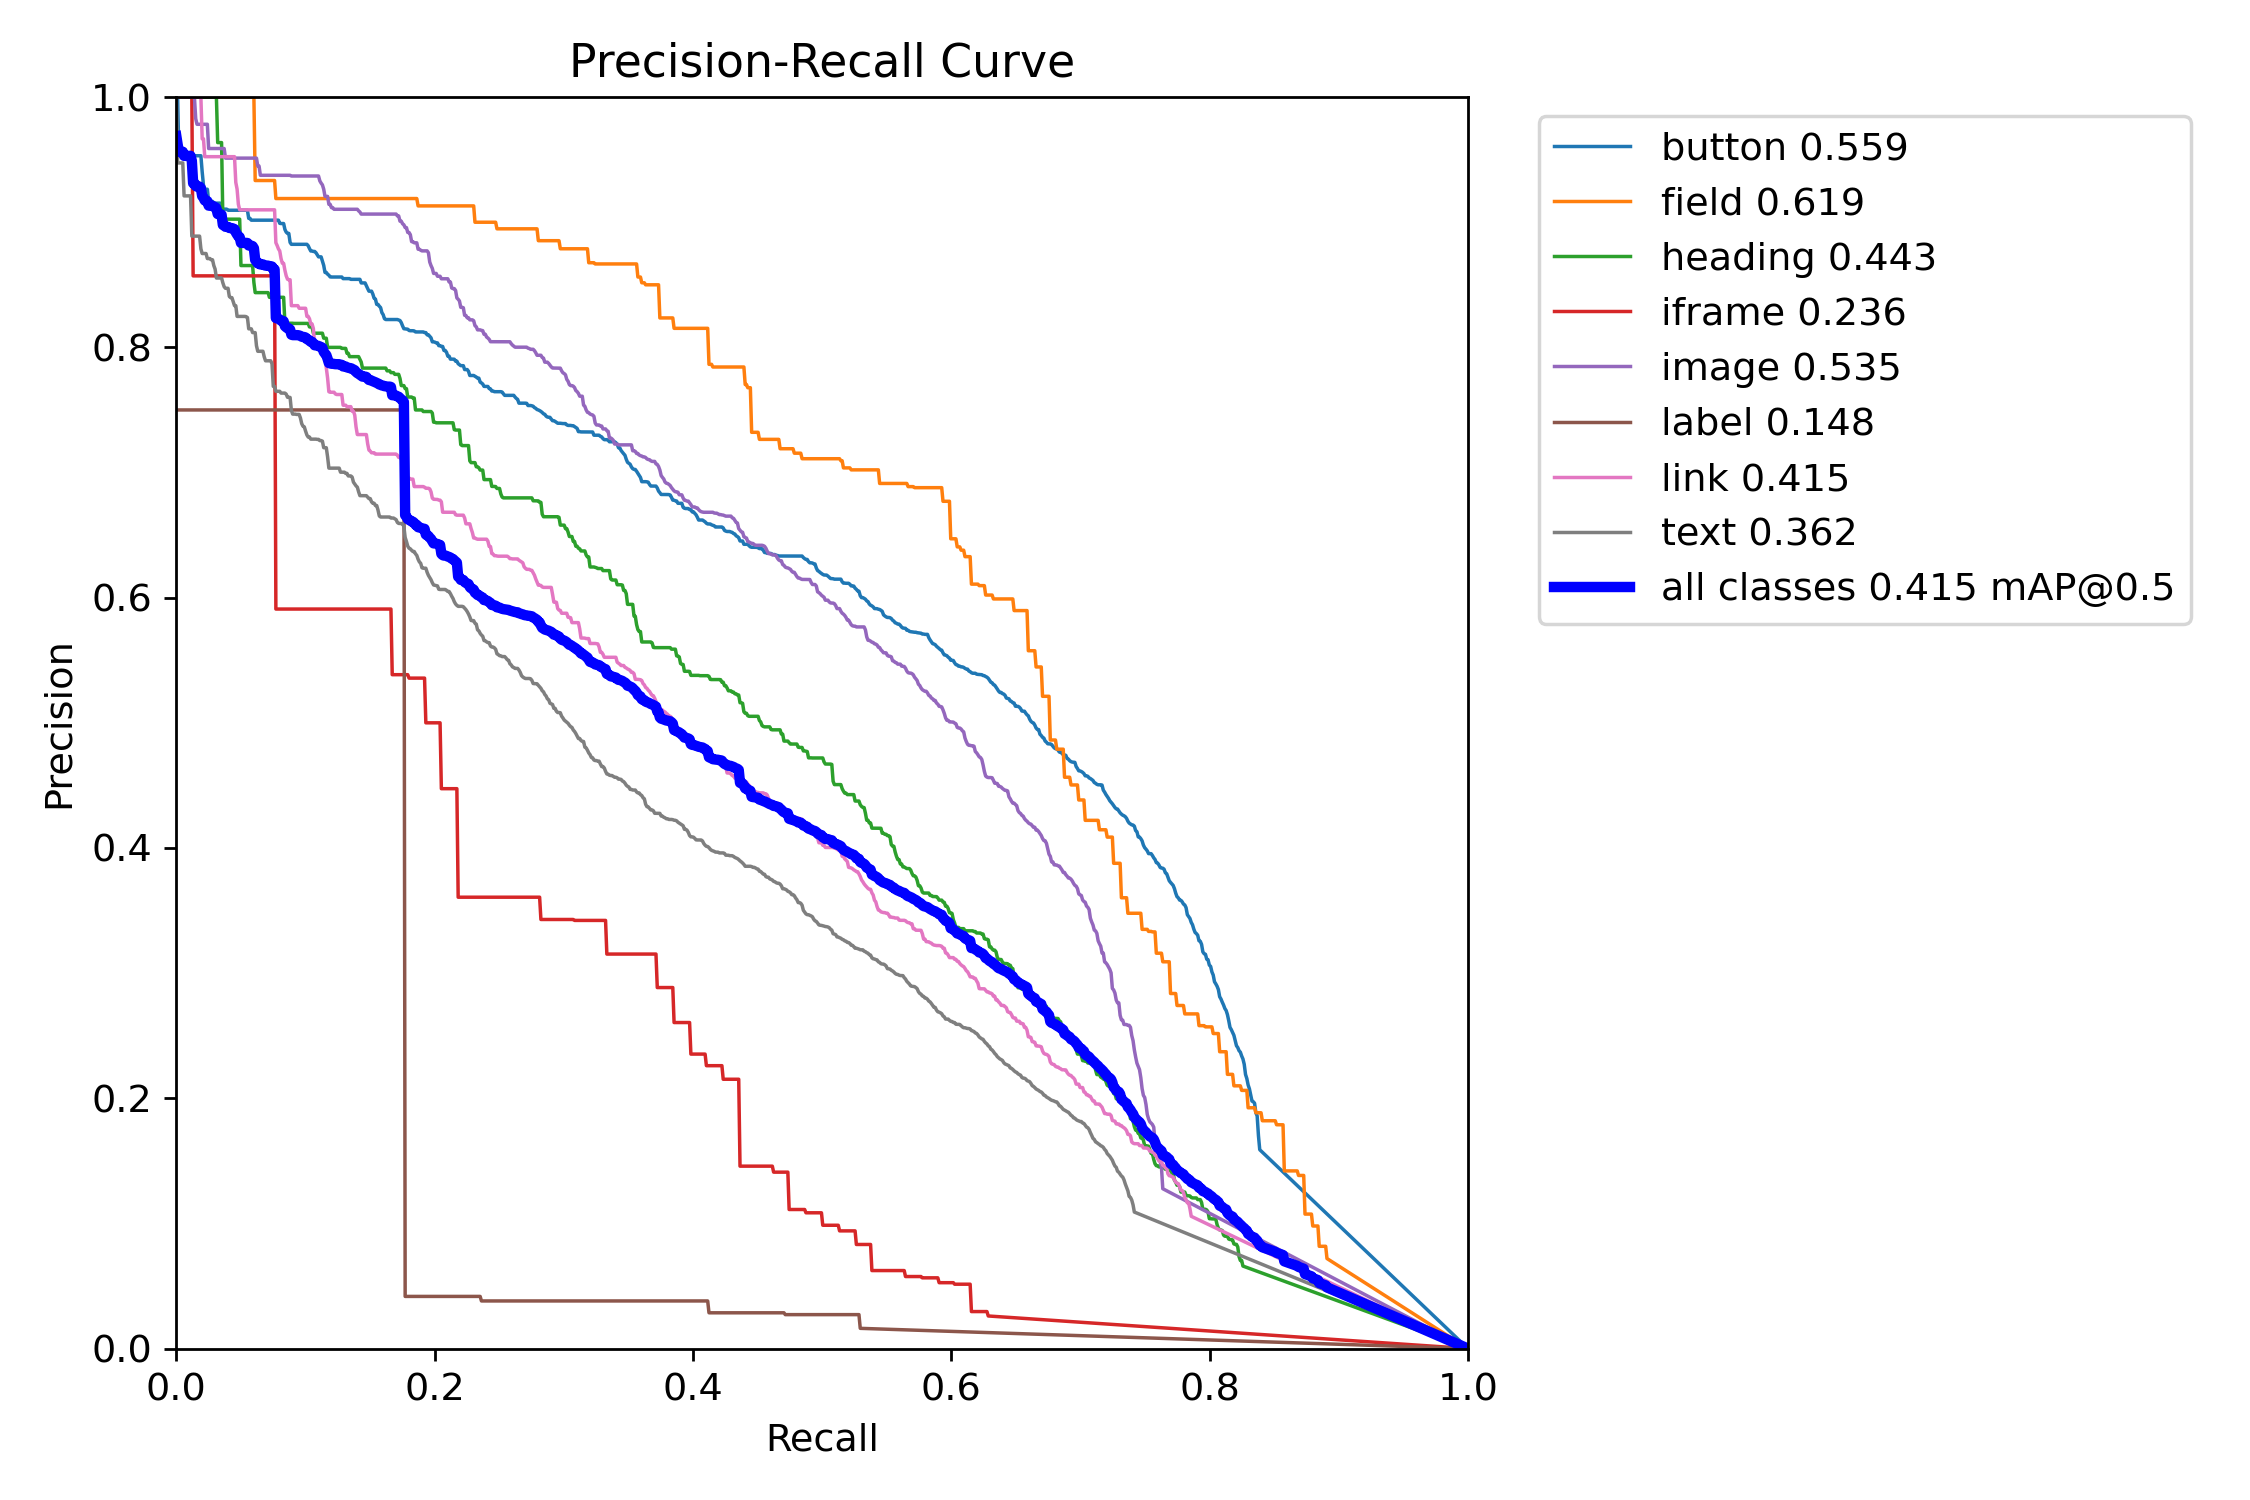 Precision-Recall Curve
1.0
0.8
0.6
0.4
0.2
0.0
Precision
0.0 0.2 0.4 0.6 0.8 1.0
Recall
button 0.559
field 0.619
heading 0.443
iframe 0.236
image 0.535
label 0.148
link 0.415
text 0.362
all classes 0.415 mAP@0.5